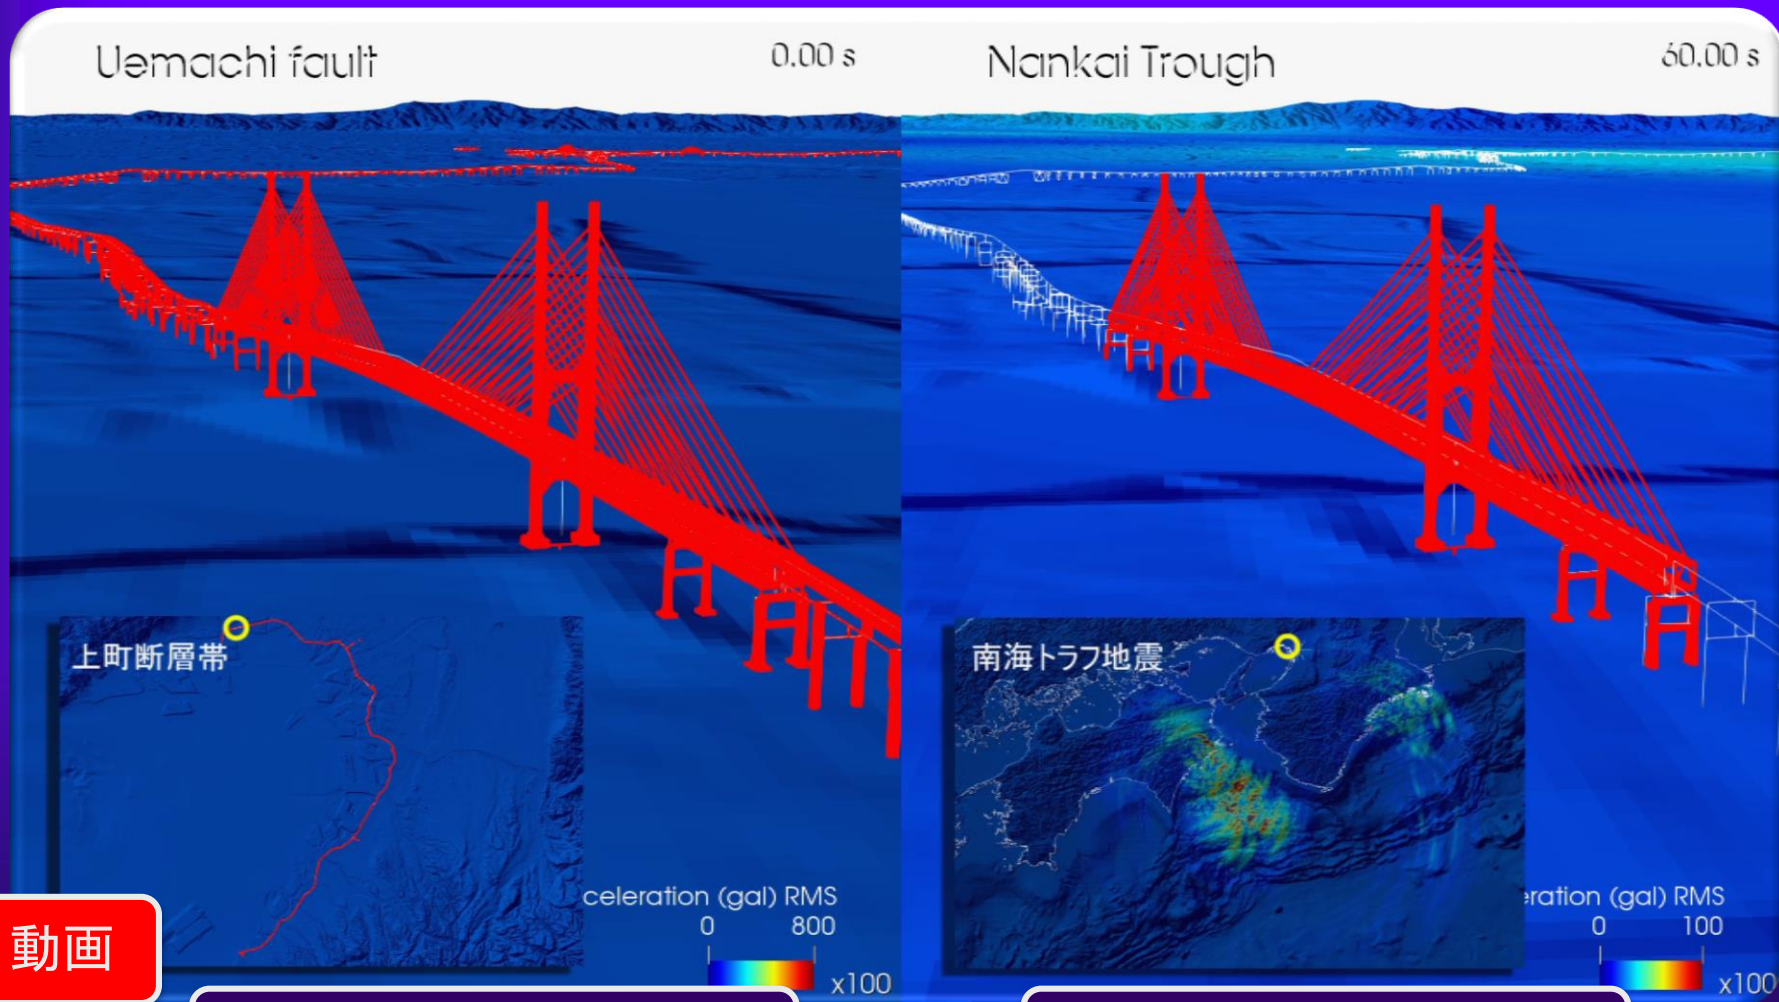 Uemachi fault
0.00 s
Nankai Trough
60.00 s
上町断層帯
南海トラフ地震
celeration (gal) RMS
0 800
x100
eration (gal) RMS
0 100
x100
動画